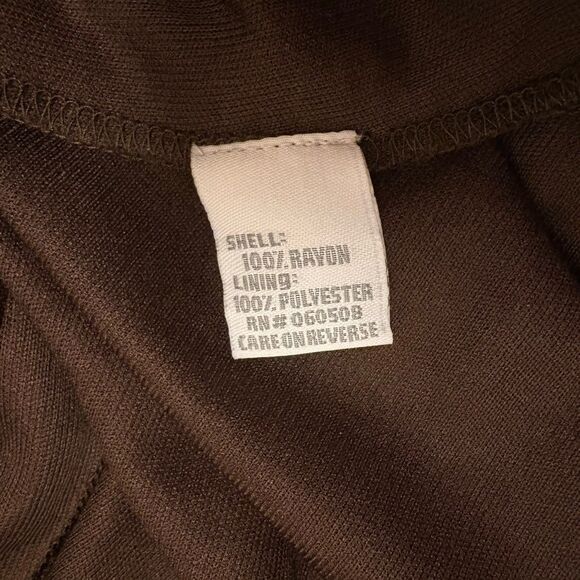 SHELL:
100% RAYON
LINING:
100% POLYESTER
RN# 060508
CARE ON REVERSE